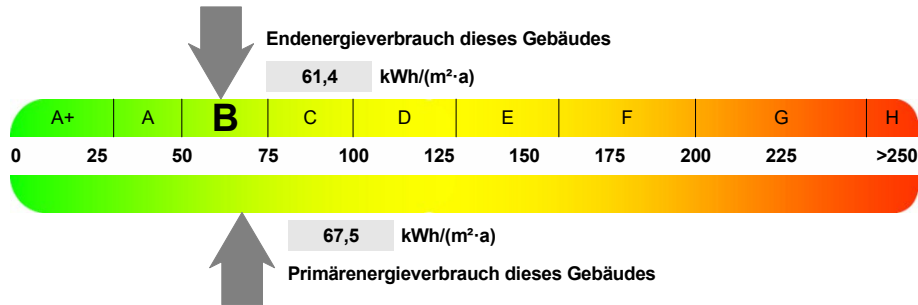 Endenergieverbrauch dieses Gebäudes
61,4 kWh/(m²·a)
A+ A B C D E F G H
0 25 50 75 100 125 150 175 200 225 >250
67,5 kWh/(m²·a)
Primärenergieverbrauch dieses Gebäudes